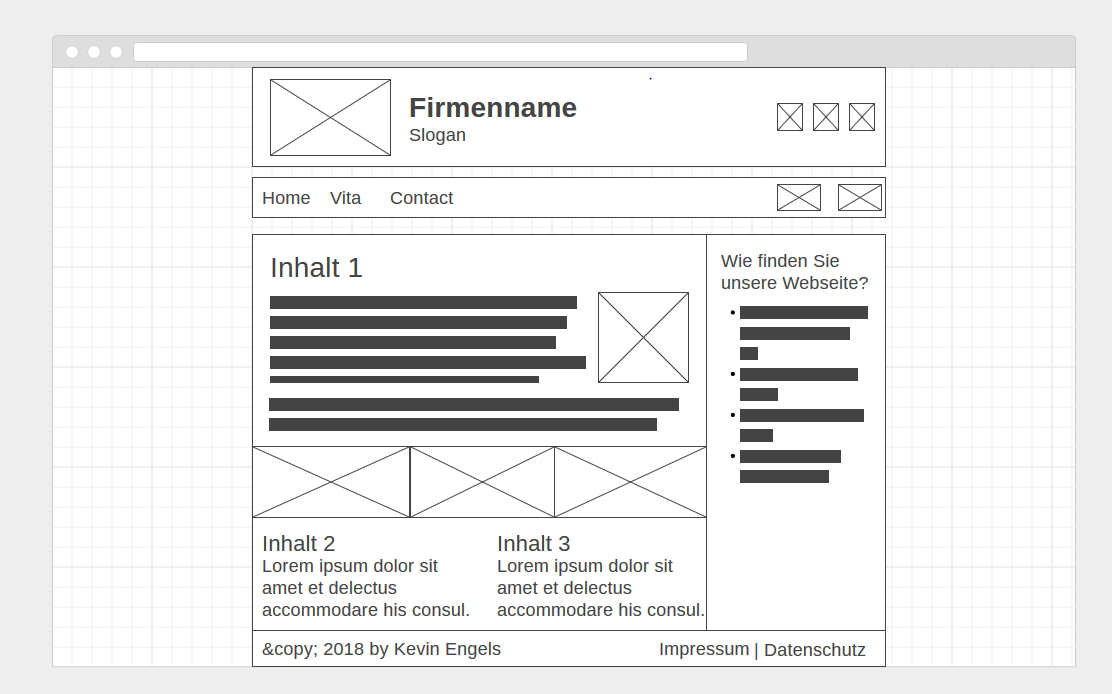 Firmenname
Slogan
Home Vita Contact
Inhalt 1
Wie finden Sie
unsere Webseite?
Inhalt 2
Lorem ipsum dolor sit
amet et delectus
accommodare his consul.
Inhalt 3
Lorem ipsum dolor sit
amet et delectus
accommodare his consul.
&copy; 2018 by Kevin Engels
Impressum | Datenschutz